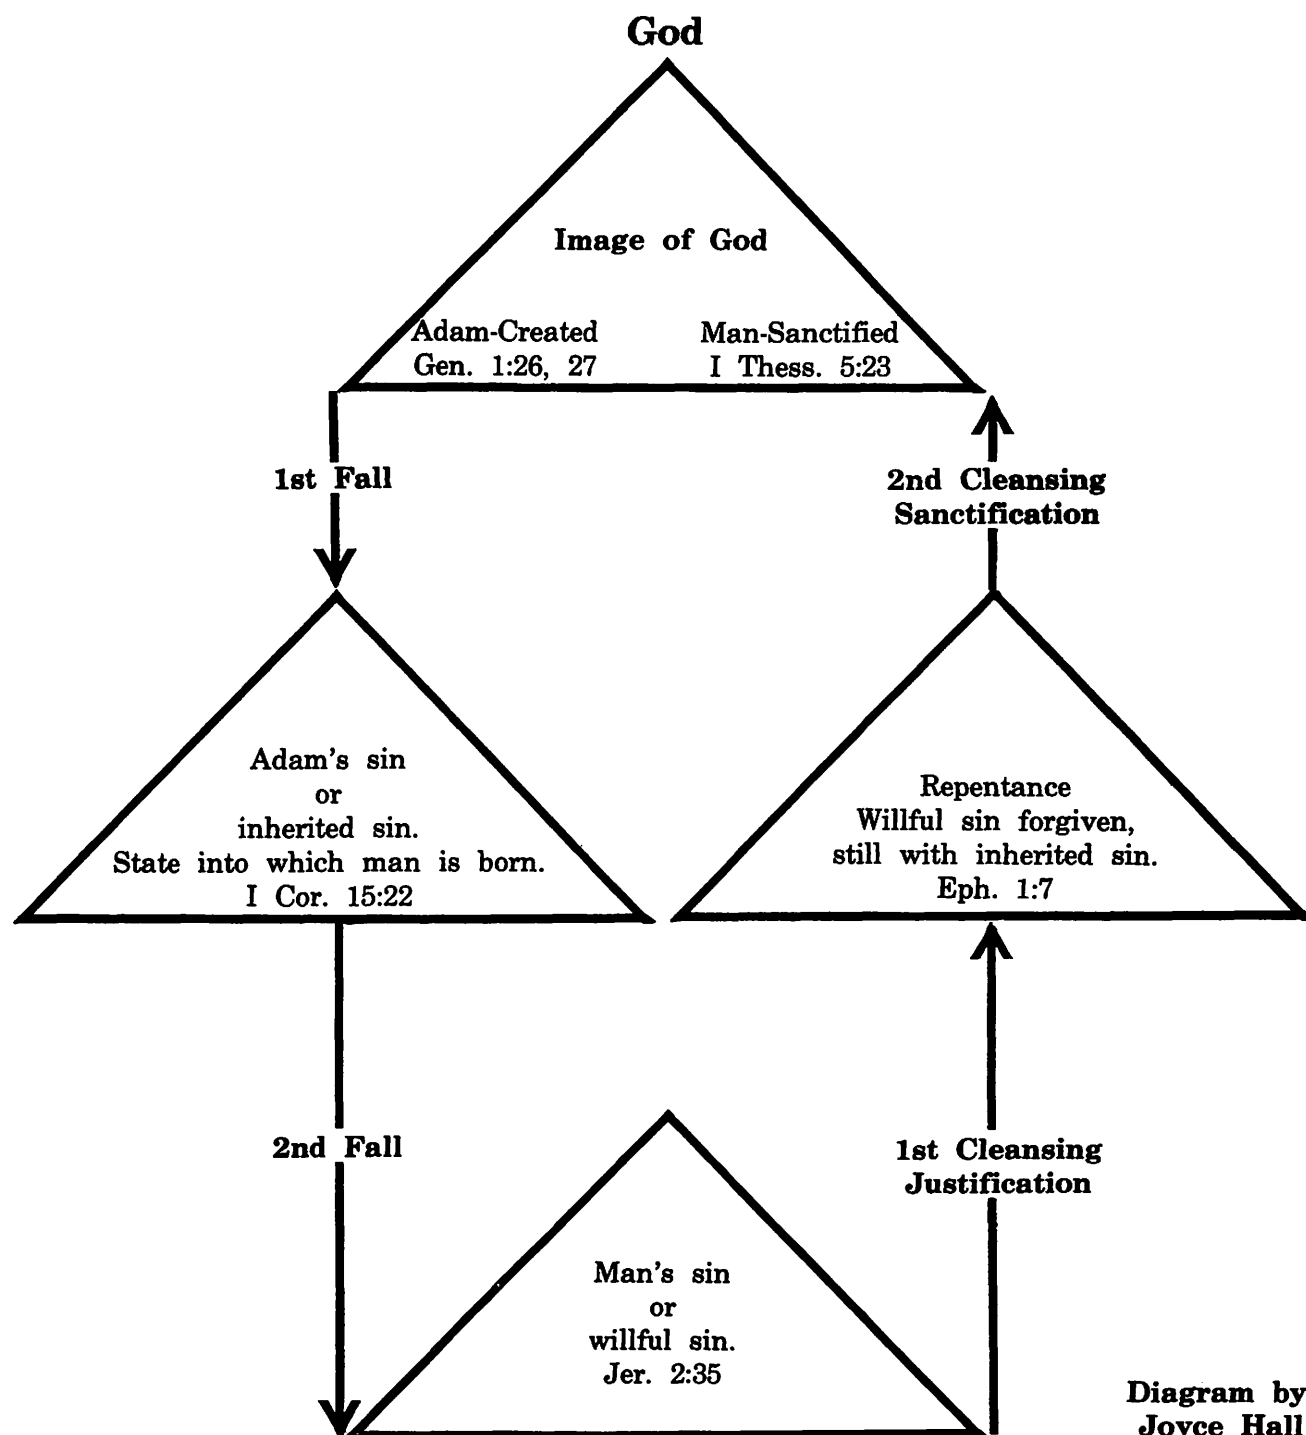 God
Image of God
Adam-Created
Gen. 1:26, 27
Man-Sanctified
I Thess. 5:23
1st Fall
2nd Cleansing
Sanctification
Adam's sin
or
inherited sin.
State into which man is born.
I Cor. 15:22
Repentance
Willful sin forgiven,
still with inherited sin.
Eph. 1:7
2nd Fall
1st Cleansing
Justification
Man's sin
or
willful sin.
Jer. 2:35
Diagram by
Joyce Hall